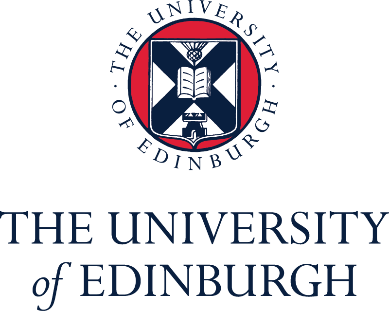 · THE UNIVERSITY ·
OF EDINBURGH
THE UNIVERSITY
of EDINBURGH